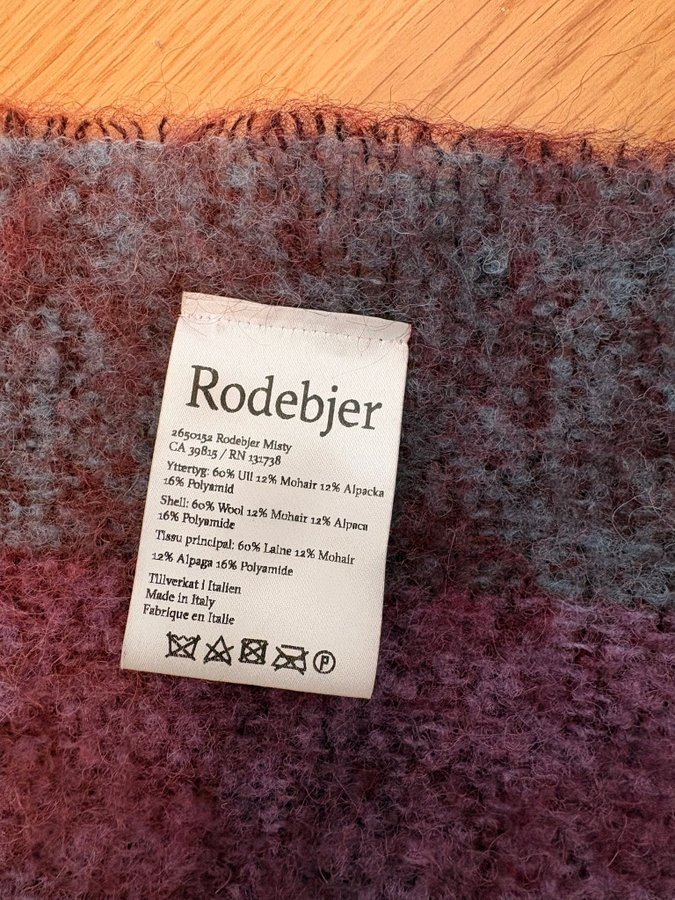 Rodebjer
2650152 Rodebjer Misty
CA 39815 / RN 131738
Yttertyg: 60% Ull 12% Mohair 12% Alpacka
16% Polyamid
Shell: 60% Wool 12% Mohair 12% Alpaca
16% Polyamide
Tissu principal: 60% Laine 12% Mohair
12% Alpaga 16% Polyamide
Tillverkat i Italien
Made in Italy
Fabrique en Italie
P